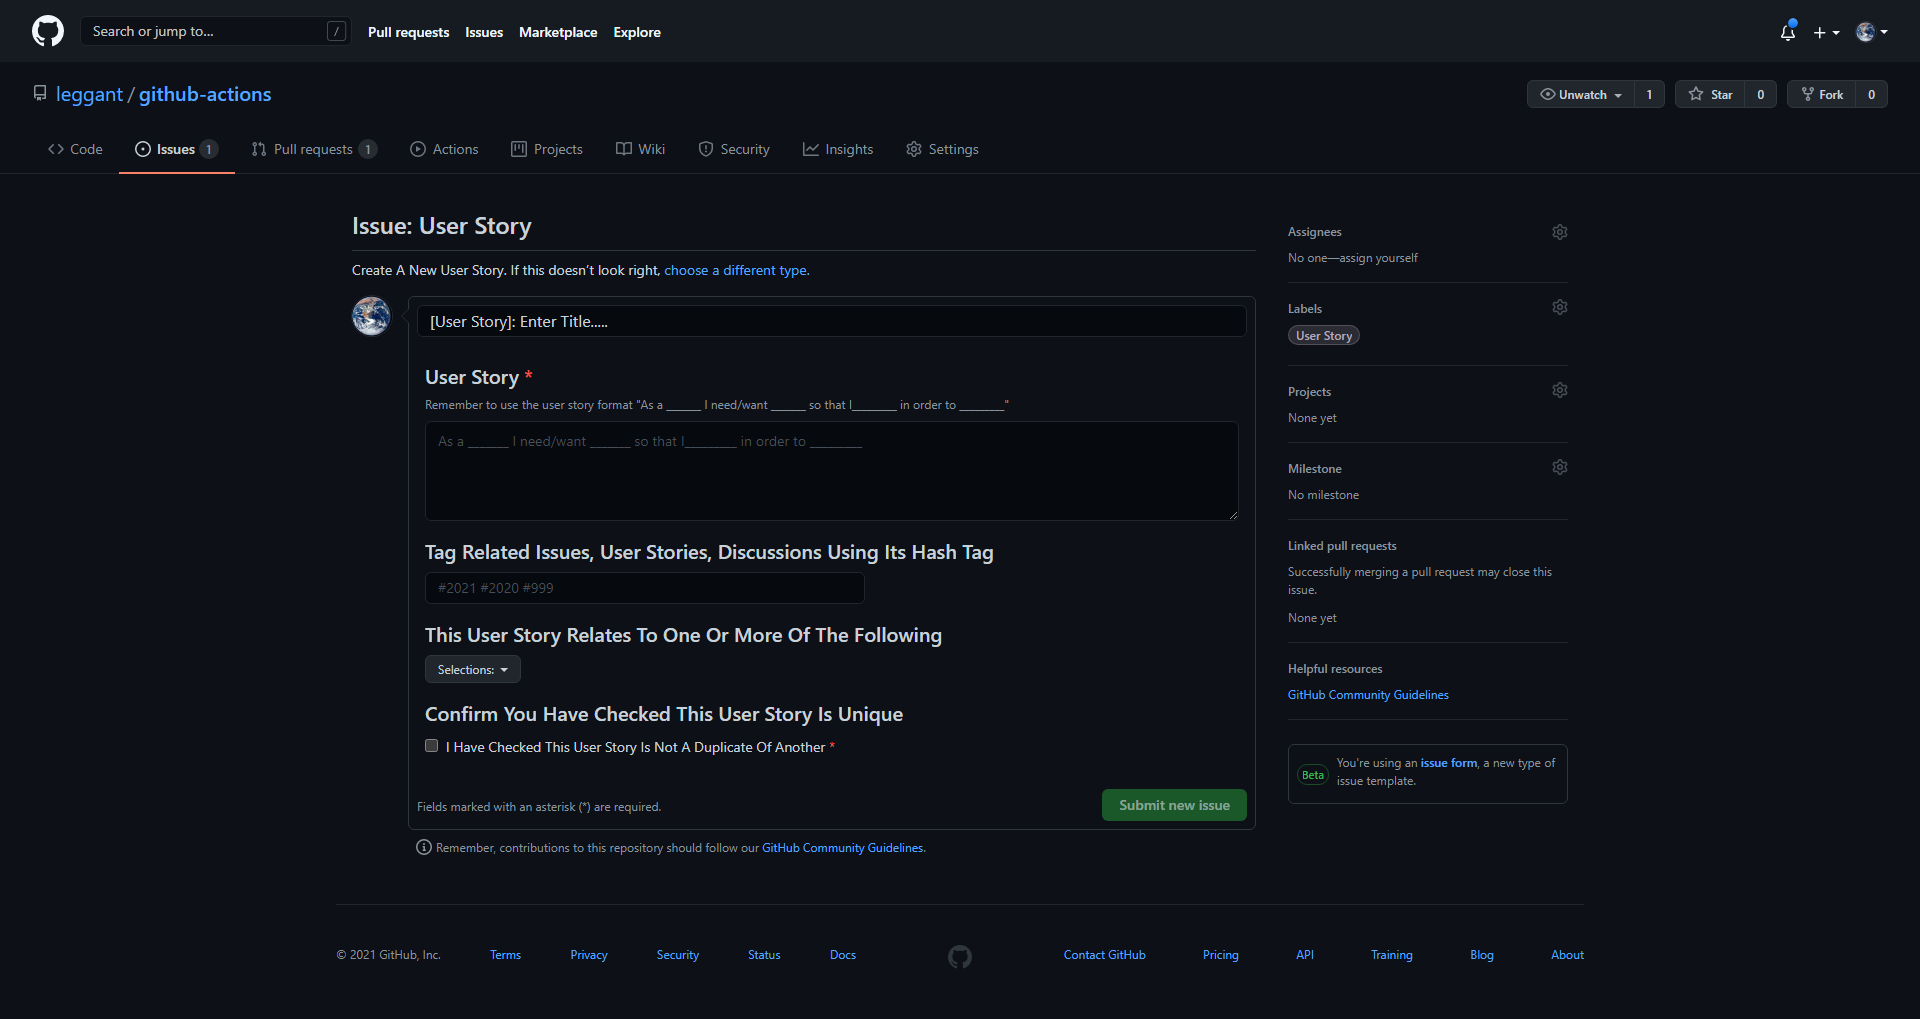 Search or jump to... /
Pull requests Issues Marketplace Explore
leggant / github-actions
Unwatch 1 Star 0 Fork 0
Code Issues 1 Pull requests 1 Actions Projects Wiki Security Insights Settings
Issue: User Story
Create A New User Story. If this doesn’t look right, choose a different type.
[User Story]: Enter Title.....
User Story *
Remember to use the user story format "As a ______ I need/want ______ so that I________ in order to ________"
As a ______ I need/want ______ so that I________ in order to ________
Tag Related Issues, User Stories, Discussions Using Its Hash Tag
#2021 #2020 #999
This User Story Relates To One Or More Of The Following
Selections:
Confirm You Have Checked This User Story Is Unique
I Have Checked This User Story Is Not A Duplicate Of Another *
Fields marked with an asterisk (*) are required.
Submit new issue
Remember, contributions to this repository should follow our GitHub Community Guidelines.
Assignees
No one—assign yourself
Labels
User Story
Projects
None yet
Milestone
No milestone
Linked pull requests
Successfully merging a pull request may close this
issue.
None yet
Helpful resources
GitHub Community Guidelines
Beta
You're using an issue form, a new type of
issue template.
© 2021 GitHub, Inc. Terms Privacy Security Status Docs Contact GitHub Pricing API Training Blog About